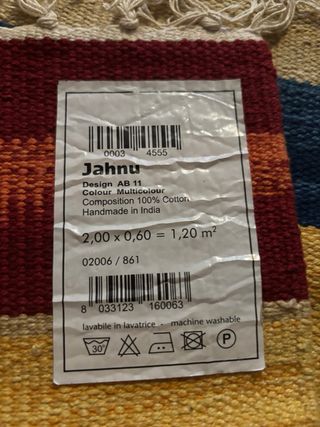 0003 4555
Jahnu
Design AB 11
Colour Multicolour
Composition 100% Cotton
Handmade in India
2,00 x 0,60 = 1,20 m²
02006 / 861
8 033123 160063
lavabile in lavatrice - machine washable
30°
P